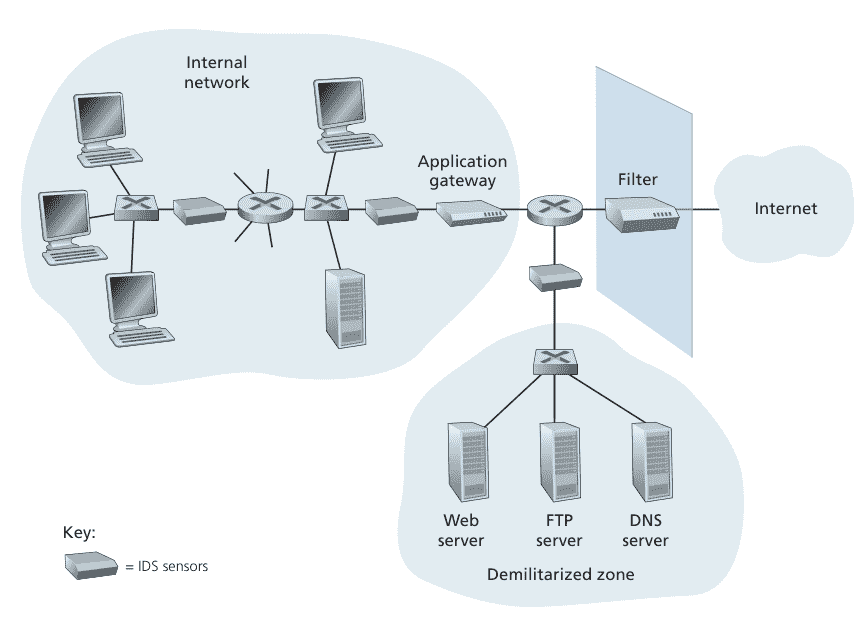 Internal
network
Application
gateway
Filter
Internet
Web
server
FTP
server
DNS
server
Demilitarized zone
Key:
= IDS sensors